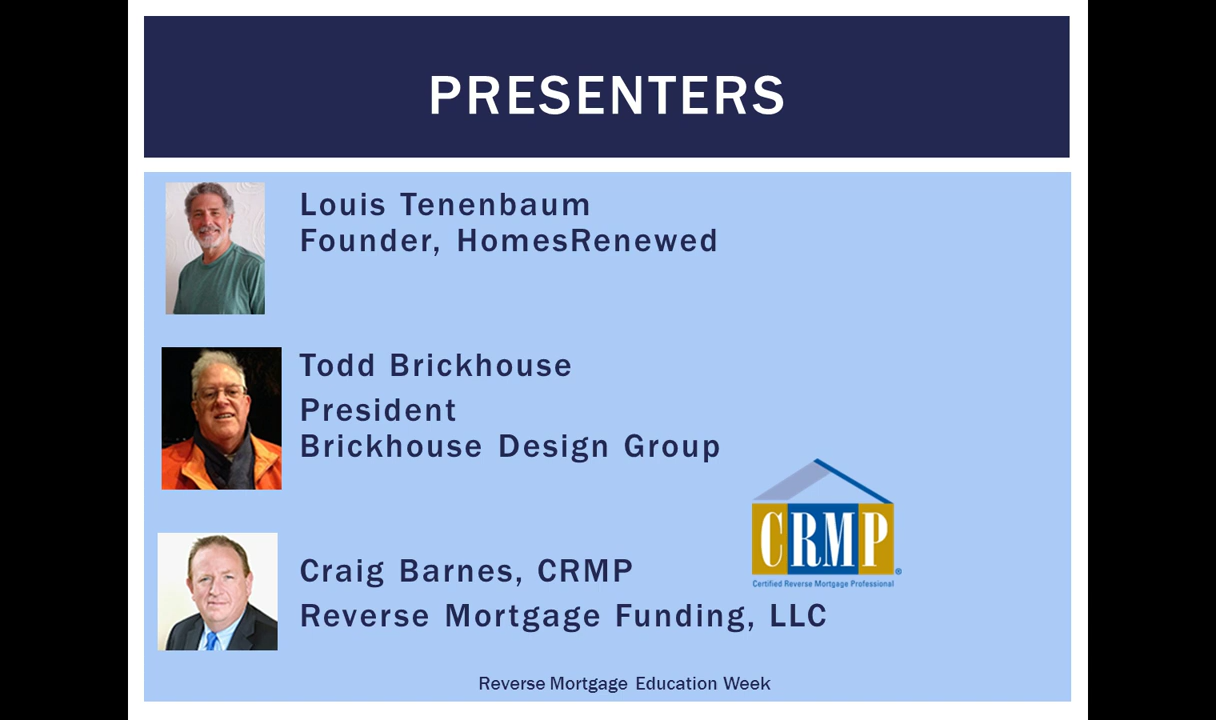 PRESENTERS
Louis Tenenbaum
Founder, HomesRenewed
Todd Brickhouse
President
Brickhouse Design Group
CRMP®
Certified Reverse Mortgage Professional
Craig Barnes, CRMP
Reverse Mortgage Funding, LLC
Reverse Mortgage Education Week